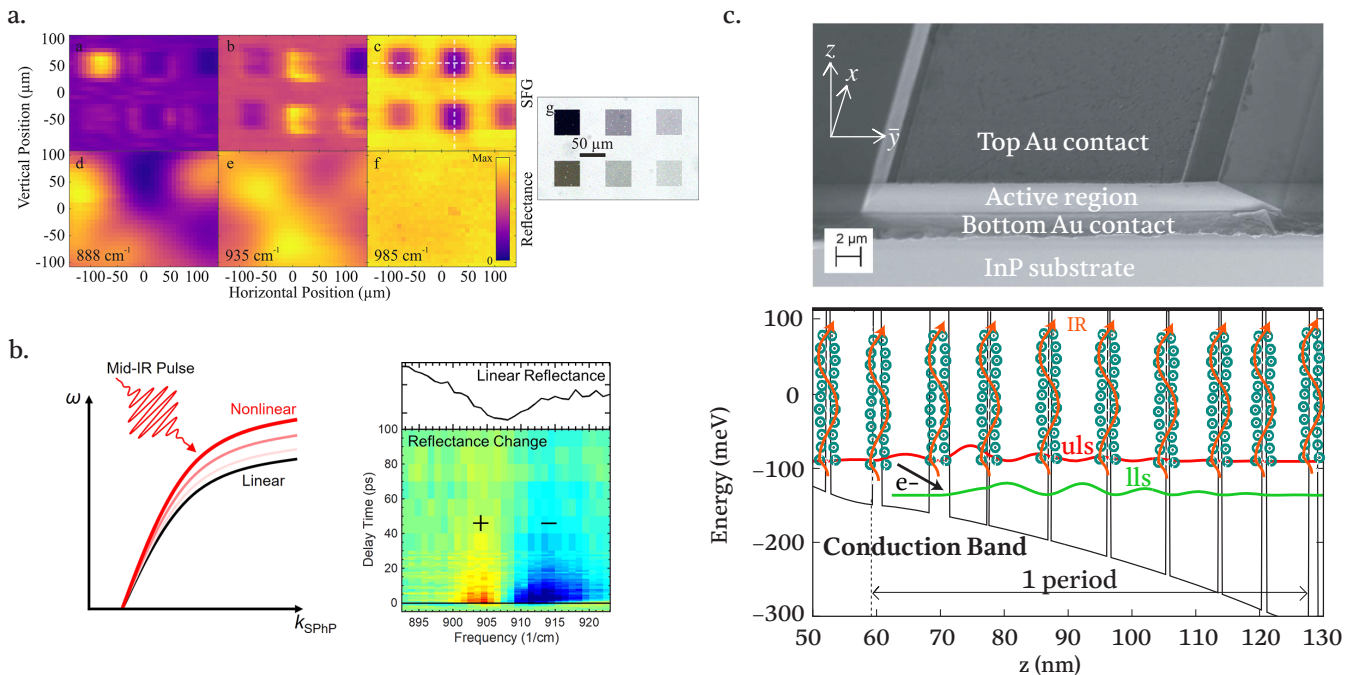 a.
100
50
0
-50
-100
a
b
c
SFG
100
50
0
-50
-100
d
e
f
Max
0
888 cm-1
935 cm-1
985 cm-1
Reflectance
Vertical Position (µm)
-100 -50 0 50 100
-100 -50 0 50 100
-100 -50 0 50 100
Horizontal Position (µm)
g
50 µm
b.
Mid-IR Pulse
ω
Nonlinear
Linear
kSPhP
Linear Reflectance
Reflectance Change
+
−
100
80
60
40
20
0
Delay Time (ps)
895 900 905 910 915 920
Frequency (1/cm)
c.
z
x
y̅
Top Au contact
Active region
Bottom Au contact
InP substrate
2 µm
100
0
−100
−200
−300
Energy (meV)
IR
uls
e-
lls
Conduction Band
1 period
50 60 70 80 90 100 110 120 130
z (nm)